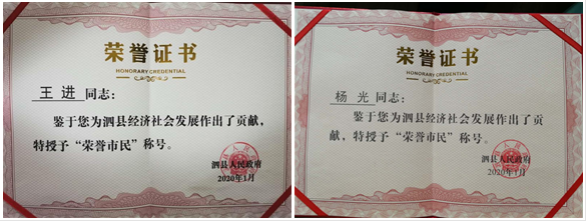 荣誉证书
HONORARY CREDENTIAL
王 进 同志:
鉴于您为泗县经济社会发展作出了贡献,
特授予“荣誉市民”称号。
泗县人民政府
2020年1月
荣誉证书
HONORARY CREDENTIAL
杨 光 同志:
鉴于您为泗县经济社会发展作出了贡
献,特授予“荣誉市民”称号。
泗县人民政府
2020年1月